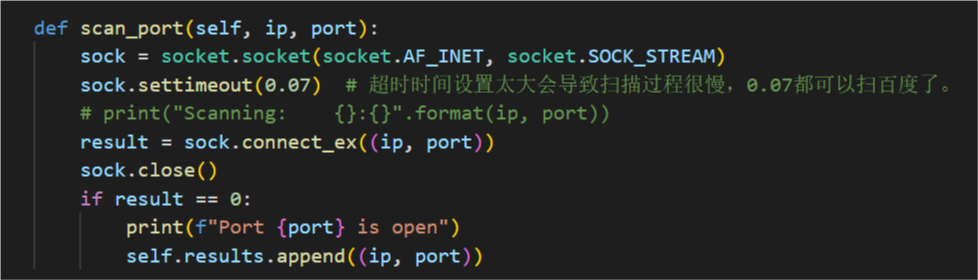 def scan_port(self, ip, port):
    sock = socket.socket(socket.AF_INET, socket.SOCK_STREAM)
    sock.settimeout(0.07)  # 超时时间设置太大会导致扫描过程很慢，0.07都可以扫百度了。
    # print("Scanning:    {}:{}".format(ip, port))
    result = sock.connect_ex((ip, port))
    sock.close()
    if result == 0:
        print(f"Port {port} is open")
        self.results.append((ip, port))